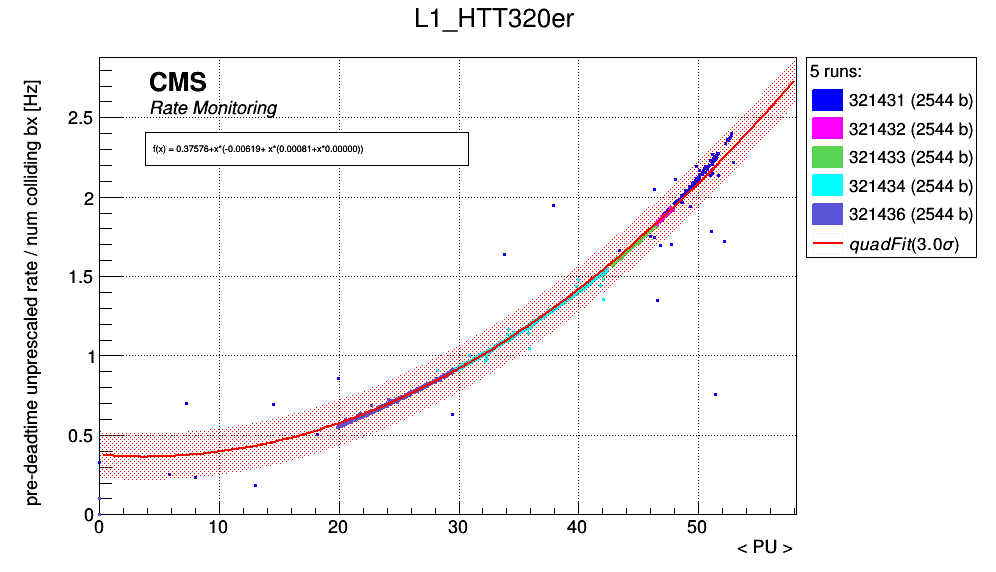 L1_HTT320er
CMS
Rate Monitoring
f(x) = 0.37576+x*(-0.00619+ x*(0.00081+x*0.00000))
pre-deadtime unprescaled rate / num colliding bx [Hz]
2.5
2
1.5
1
0.5
0
0 10 20 30 40 50
< PU >
5 runs:
321431 (2544 b)
321432 (2544 b)
321433 (2544 b)
321434 (2544 b)
321436 (2544 b)
quadFit(3.0σ)